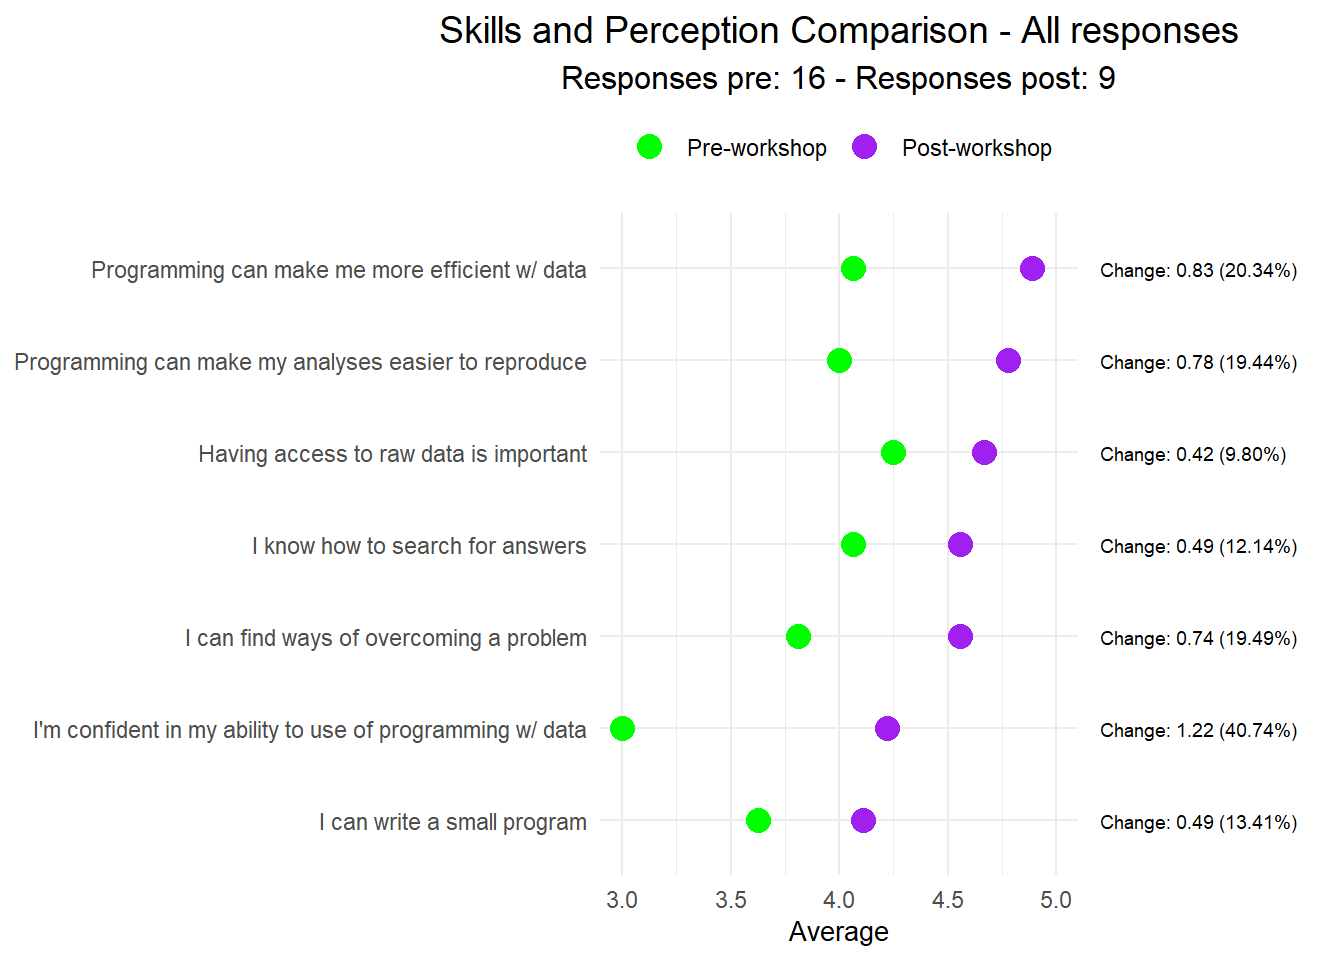 Skills and Perception Comparison - All responses
Responses pre: 16 - Responses post: 9
Pre-workshop Post-workshop
Programming can make me more efficient w/ data Change: 0.83 (20.34%)
Programming can make my analyses easier to reproduce Change: 0.78 (19.44%)
Having access to raw data is important Change: 0.42 (9.80%)
I know how to search for answers Change: 0.49 (12.14%)
I can find ways of overcoming a problem Change: 0.74 (19.49%)
I'm confident in my ability to use of programming w/ data Change: 1.22 (40.74%)
I can write a small program Change: 0.49 (13.41%)
3.0 3.5 4.0 4.5 5.0
Average